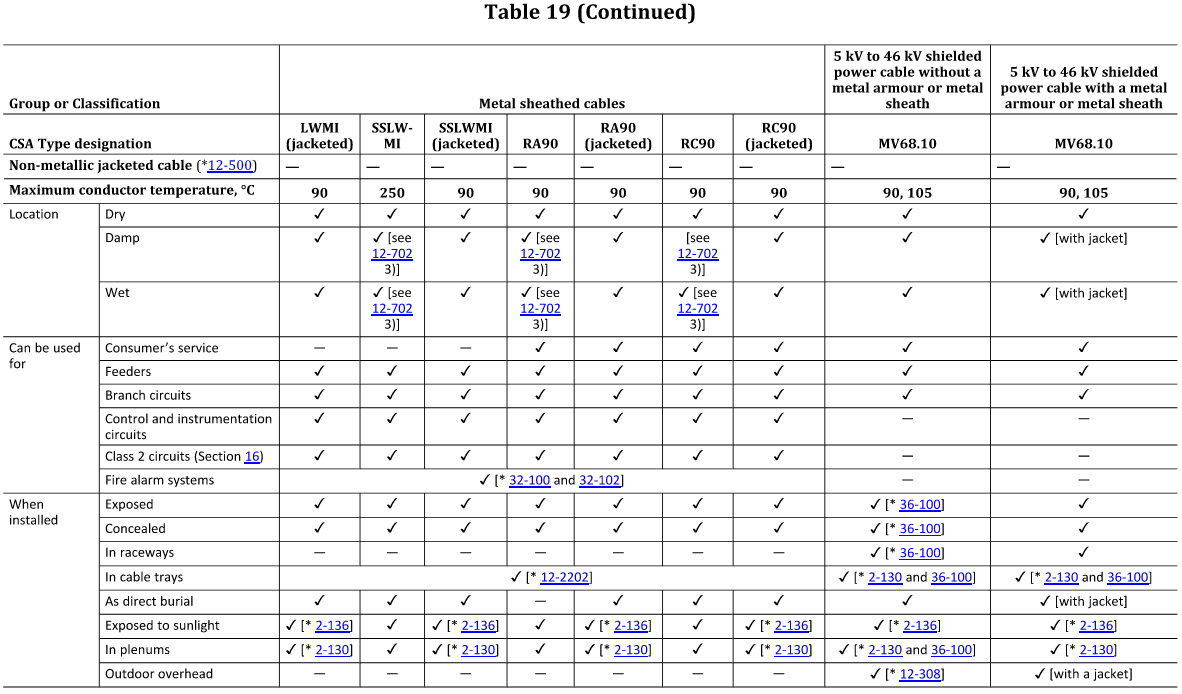 Table 19 (Continued)
Group or Classification Metal sheathed cables 5 kV to 46 kV shielded power cable without a metal armour or metal sheath 5 kV to 46 kV shielded power cable with a metal armour or metal sheath
CSA Type designation LWMI (jacketed) SSLW-MI SSLWMI (jacketed) RA90 RA90 (jacketed) RC90 RC90 (jacketed) MV68.10 MV68.10
Non-metallic jacketed cable (*12-500) — — — — — — — — —
Maximum conductor temperature, °C 90 250 90 90 90 90 90 90, 105 90, 105
Location Dry ✓ ✓ ✓ ✓ ✓ ✓ ✓ ✓ ✓
Damp ✓ ✓ [see 12-702 3)] ✓ ✓ [see 12-702 3)] ✓ [see 12-702 3)] ✓ ✓ ✓ [with jacket]
Wet ✓ ✓ [see 12-702 3)] ✓ ✓ [see 12-702 3)] ✓ ✓ [see 12-702 3)] ✓ ✓ ✓ [with jacket]
Can be used for Consumer’s service — — — ✓ ✓ ✓ ✓ ✓ ✓
Feeders ✓ ✓ ✓ ✓ ✓ ✓ ✓ ✓ ✓
Branch circuits ✓ ✓ ✓ ✓ ✓ ✓ ✓ ✓ ✓
Control and instrumentation circuits ✓ ✓ ✓ ✓ ✓ ✓ ✓ — —
Class 2 circuits (Section 16) ✓ ✓ ✓ ✓ ✓ ✓ ✓ — —
Fire alarm systems ✓ [* 32-100 and 32-102] — —
When installed Exposed ✓ ✓ ✓ ✓ ✓ ✓ ✓ ✓ [* 36-100] ✓
Concealed ✓ ✓ ✓ ✓ ✓ ✓ ✓ ✓ [* 36-100] ✓
In raceways — — — — — — — ✓ [* 36-100] ✓
In cable trays ✓ [* 12-2202] ✓ [* 2-130 and 36-100] ✓ [* 2-130 and 36-100]
As direct burial ✓ ✓ ✓ — ✓ ✓ ✓ ✓ ✓ [with jacket]
Exposed to sunlight ✓ [* 2-136] ✓ ✓ [* 2-136] ✓ ✓ [* 2-136] ✓ ✓ [* 2-136] ✓ [* 2-136] ✓ [* 2-136]
In plenums ✓ [* 2-130] ✓ ✓ [* 2-130] ✓ ✓ [* 2-130] ✓ ✓ [* 2-130] ✓ [* 2-130 and 36-100] ✓ [* 2-130]
Outdoor overhead — — — — — — — ✓ [* 12-308] ✓ [with a jacket]